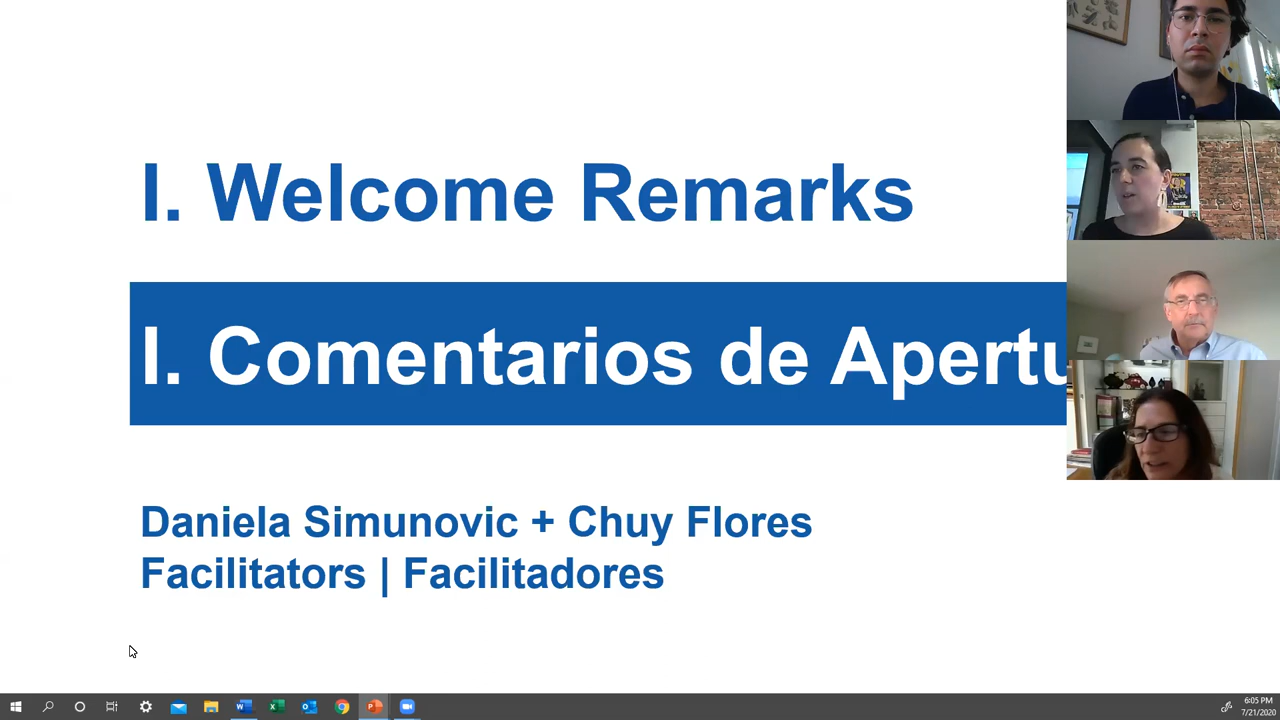 I. Welcome Remarks
I. Comentarios de Apertu
Daniela Simunovic + Chuy Flores
Facilitators | Facilitadores
6:05 PM
7/21/2020